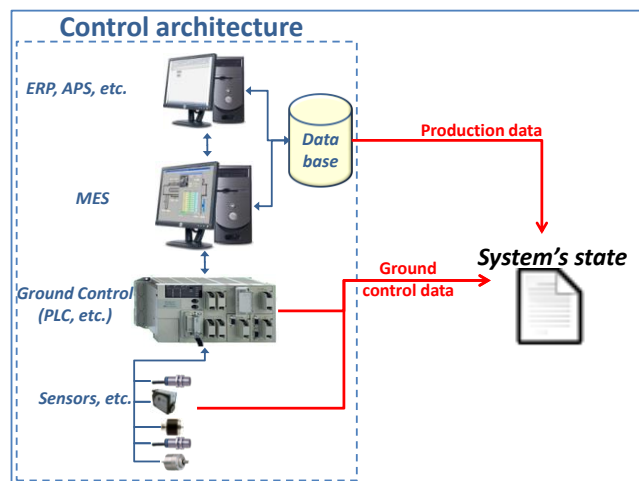 Control architecture
ERP, APS, etc.
Data
base
Production data
MES
System's state
Ground
control data
Ground Control
(PLC, etc.)
Sensors, etc.